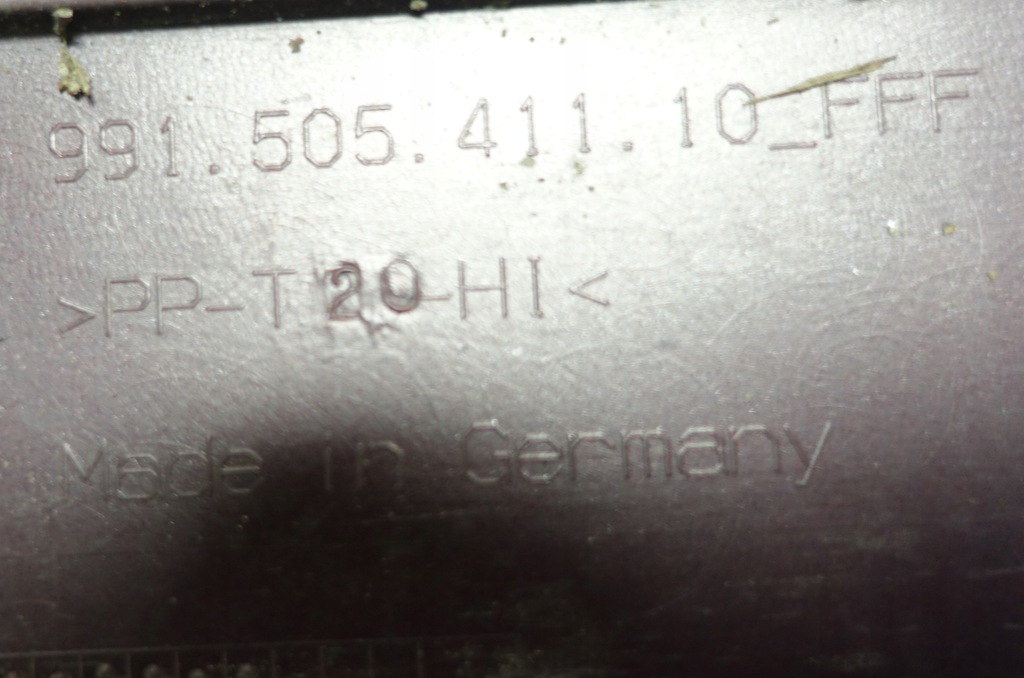 991.505.411.10_FFF
>PP-T20-HI<
Made in Germany